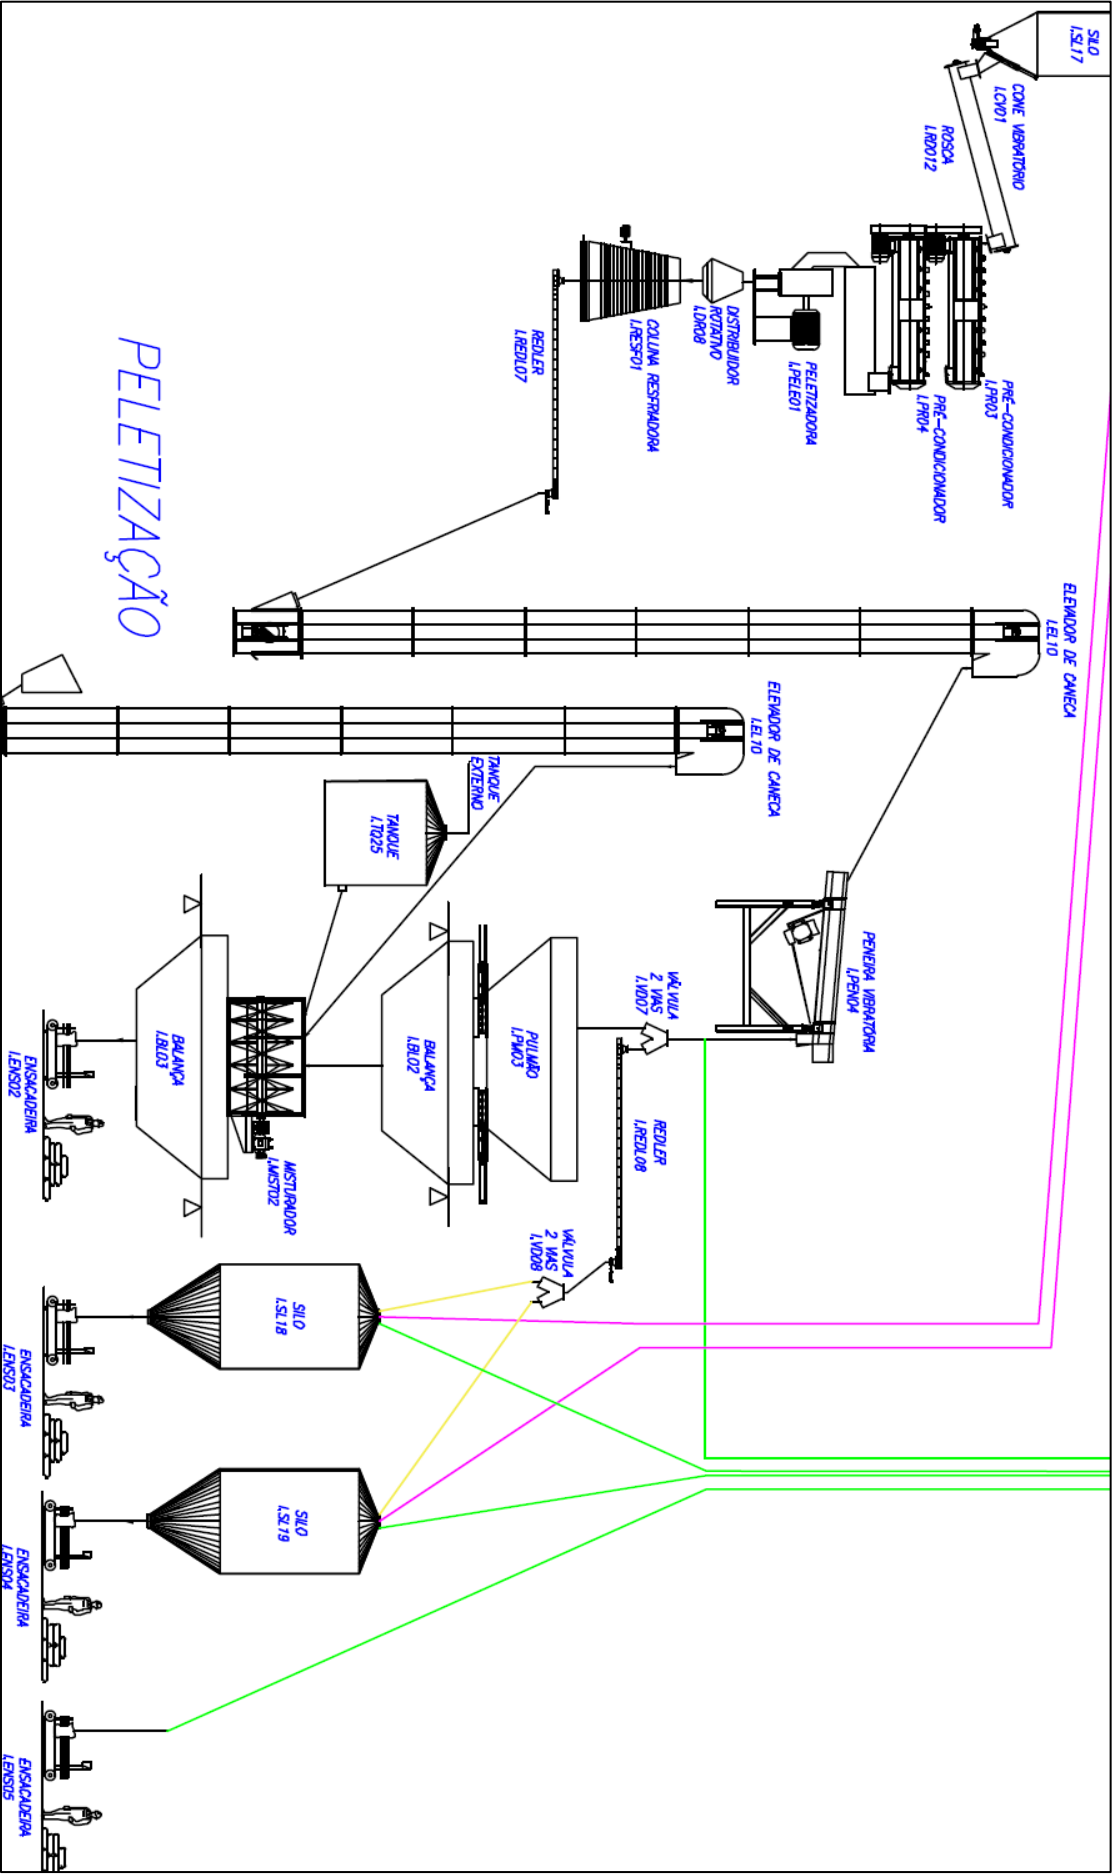 SILO
I.SL17
CONE VIBRATÓRIO
I.CV01
ROSCA
I.RD012
PRÉ-CONDICIONADOR
I.PR03
PRÉ-CONDICIONADOR
I.PR04
PELETIZADORA
I.PELE01
DISTRIBUIDOR
ROTATIVO
I.DR08
COLUNA RESFRIADORA
I.RESF01
REDLER
I.REDL07
PELETIZAÇÃO
ELEVADOR DE CANECA
I.EL10
ELEVADOR DE CANECA
I.EL10
TANQUE
EXTERNO
TANQUE
I.TQ25
PENEIRA VIBRATÓRIA
I.PEN04
VÁLVULA
2 VIAS
I.VD07
PULMÃO
I.PM03
REDLER
I.REDL08
BALANÇA
I.BL02
VÁLVULA
2 VIAS
I.VD08
MISTURADOR
I.MIST02
BALANÇA
I.BL03
ENSACADEIRA
I.ENS02
SILO
I.SL18
ENSACADEIRA
I.ENS03
SILO
I.SL19
ENSACADEIRA
I.ENS04
ENSACADEIRA
I.ENS05